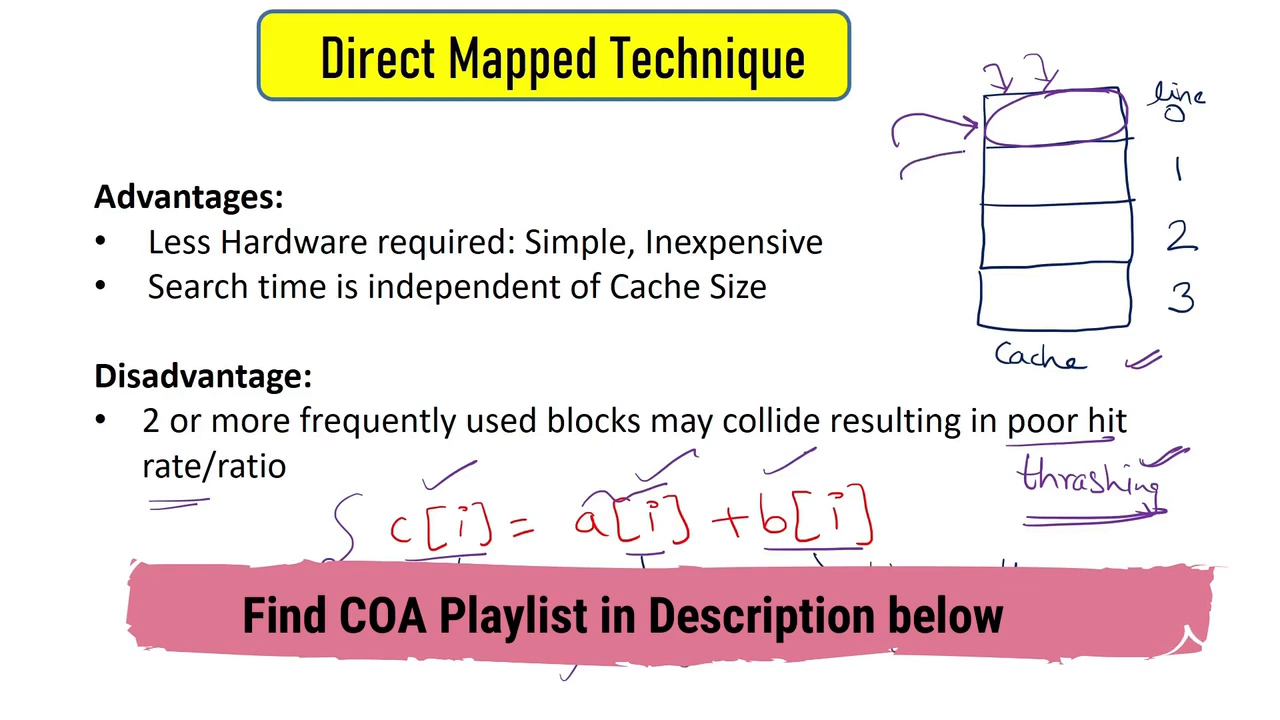 Direct Mapped Technique
line
0
1
2
3
Cache
Advantages:
• Less Hardware required: Simple, Inexpensive
• Search time is independent of Cache Size
Disadvantage:
• 2 or more frequently used blocks may collide resulting in poor hit
rate/ratio
thrashing
c[i] = a[i] + b[i]
Find COA Playlist in Description below